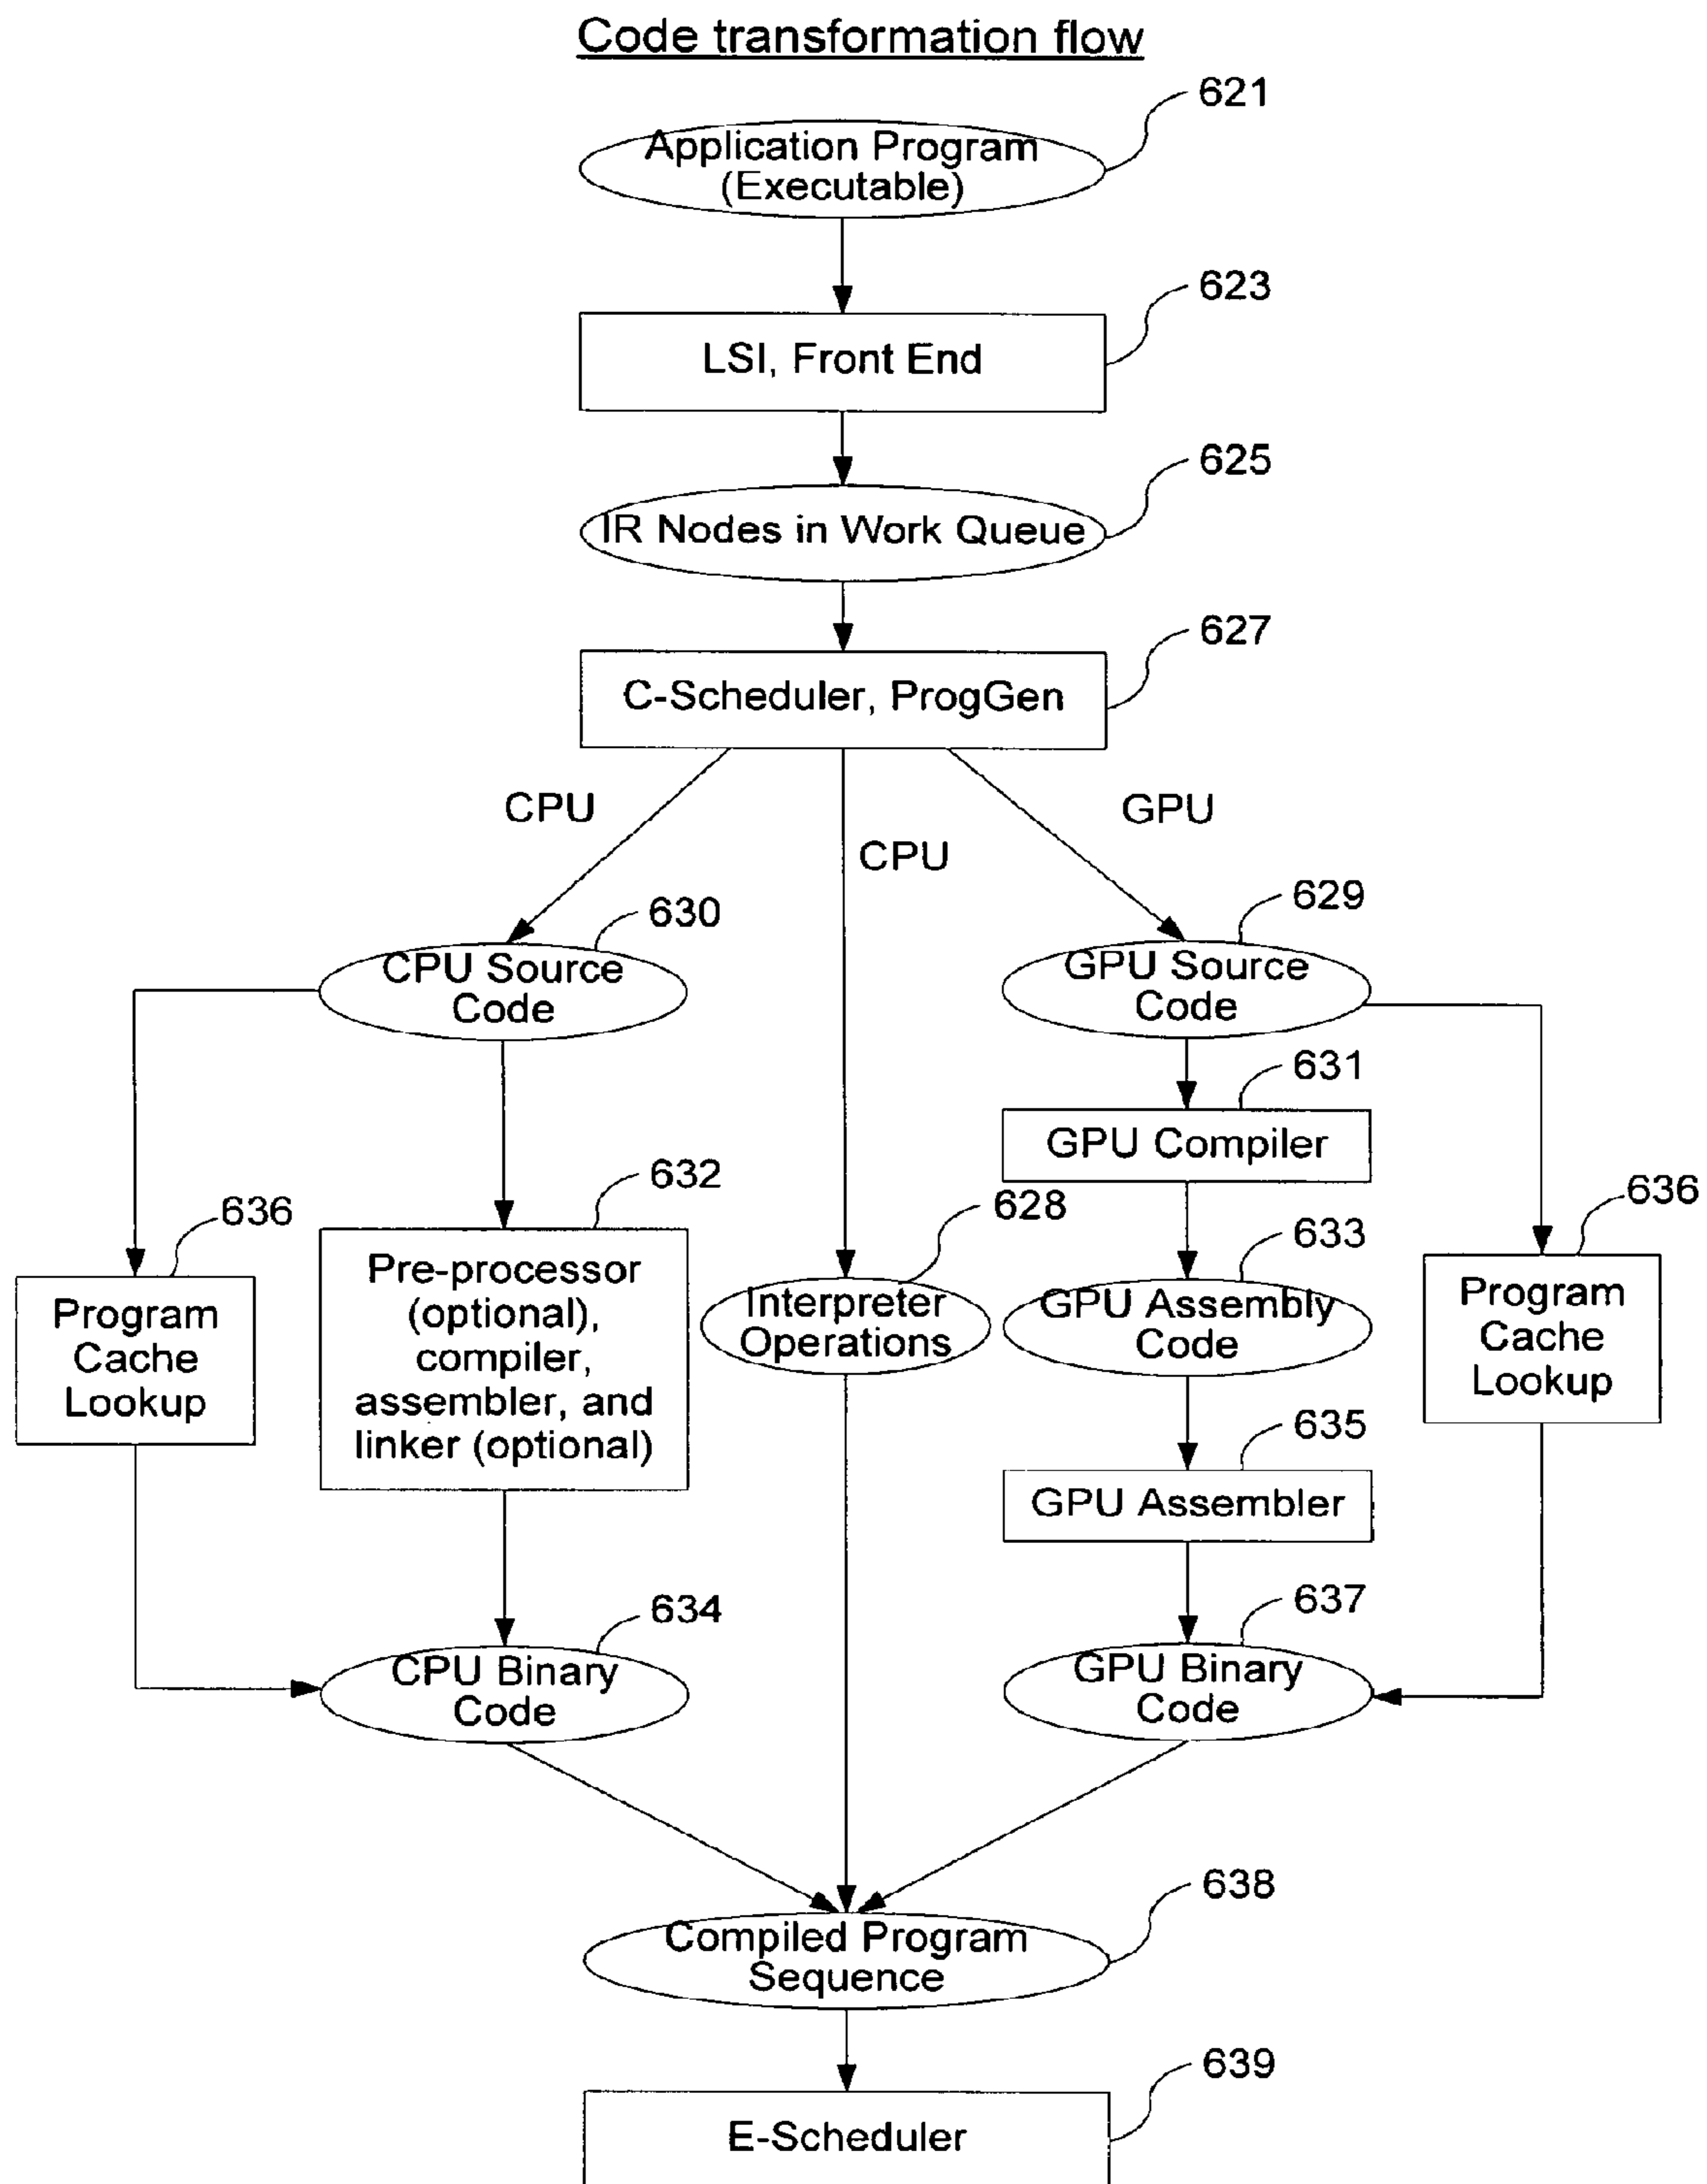 Code transformation flow
621
Application Program
(Executable)
623
LSI, Front End
625
IR Nodes in Work Queue
627
C-Scheduler, ProgGen
CPU
CPU
GPU
630
CPU Source
Code
629
GPU Source
Code
631
GPU Compiler
636
Program
Cache
Lookup
632
Pre-processor
(optional),
compiler,
assembler, and
linker (optional)
628
Interpreter
Operations
633
GPU Assembly
Code
636
Program
Cache
Lookup
635
GPU Assembler
634
CPU Binary
Code
637
GPU Binary
Code
638
Compiled Program
Sequence
639
E-Scheduler